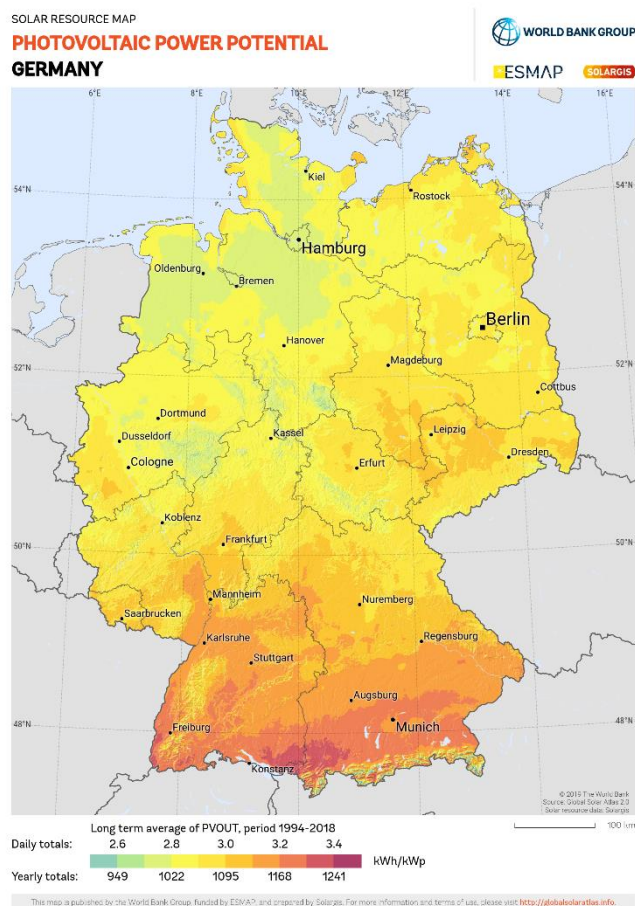 SOLAR RESOURCE MAP
PHOTOVOLTAIC POWER POTENTIAL
GERMANY
WORLD BANK GROUP
ESMAP SOLARGIS
6°E 8°E 10°E 12°E 14°E 16°E
Kiel
54°N 54°N
Rostock
Hamburg
Oldenburg
Bremen
Berlin
Hanover
Magdeburg
52°N 52°N
Cottbus
Dortmund
Dusseldorf
Kassel
Leipzig
Cologne
Erfurt
Dresden
Koblenz
50°N 50°N
Frankfurt
Mannheim
Nuremberg
Saarbrucken
Karlsruhe
Regensburg
Stuttgart
Augsburg
48°N 48°N
Freiburg
Munich
Konstanz
© 2019 The World Bank
Source: Global Solar Atlas 2.0
Solar resource data: Solargis
100 km
Long term average of PVOUT, period 1994-2018
Daily totals: 2.6 2.8 3.0 3.2 3.4
kWh/kWp
Yearly totals: 949 1022 1095 1168 1241
This map is published by the World Bank Group, funded by ESMAP, and prepared by Solargis. For more information and terms of use, please visit http://globalsolaratlas.info.